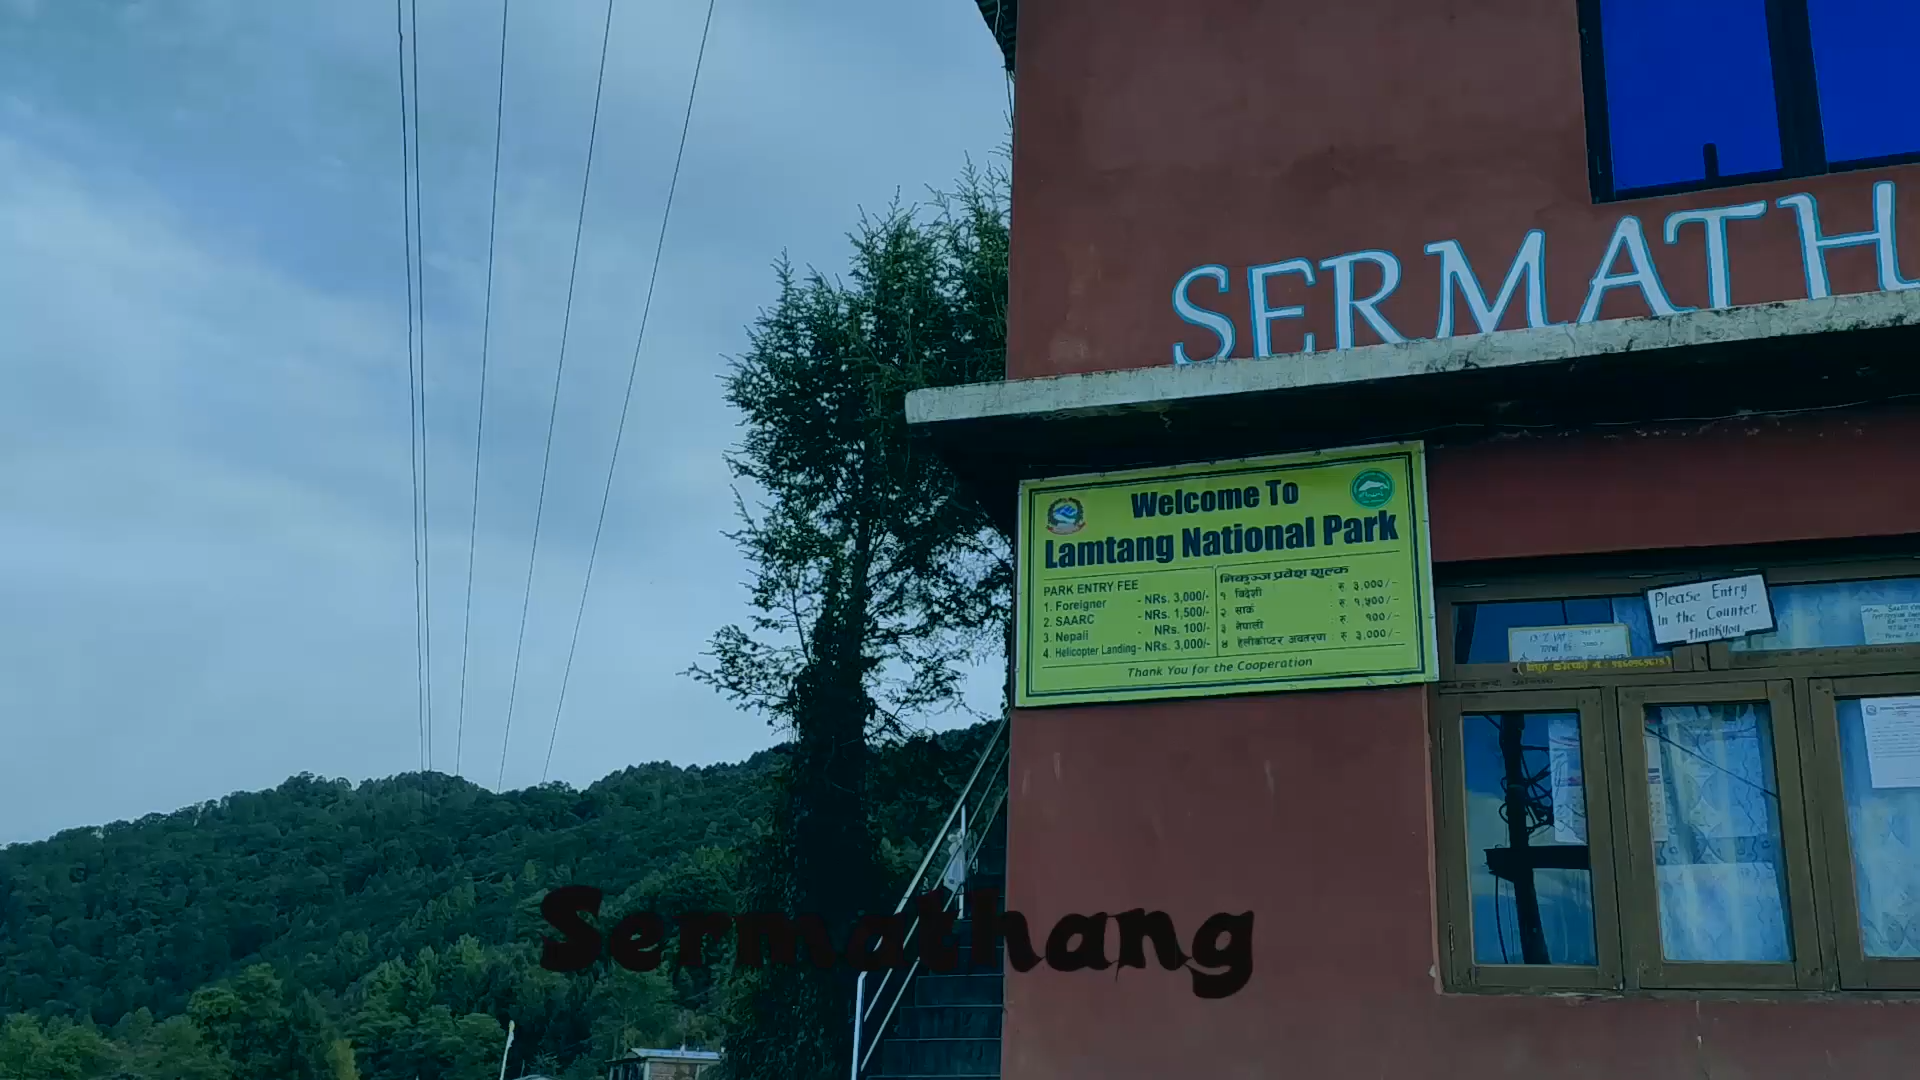 SERMATH
Welcome To
Lamtang National Park
PARK ENTRY FEE
1. Foreigner - NRs. 3,000/-
2. SAARC - NRs. 1,500/-
3. Nepali NRs. 100/-
4. Helicopter Landing- NRs. 3,000/-
निकुञ्ज प्रवेश शुल्क
१ विदेशी : रु ३,०००/-
२ सार्क : रु १,५००/-
३ नेपाली : रु १००/-
४ हेलीकोप्टर अवतरण : रु ३,०००/-
Thank You for the Cooperation
Please Entry
in the Counter.
thankyou
Sermathang